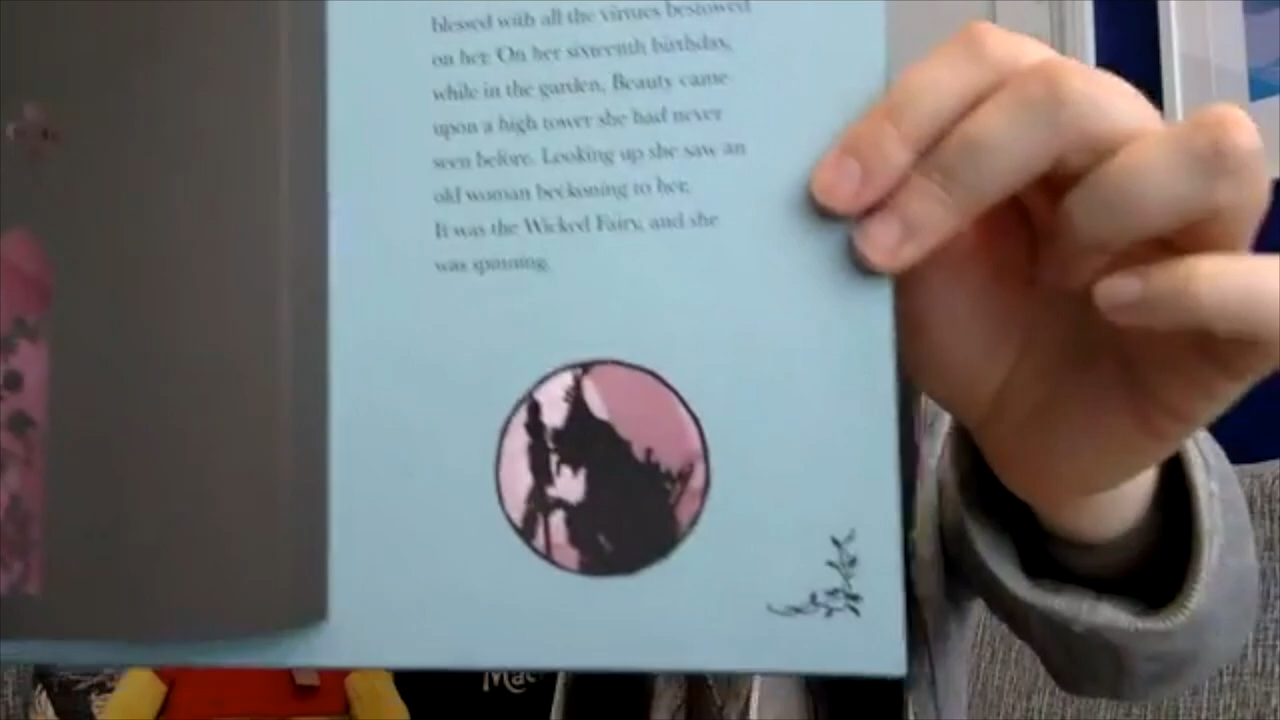 blessed with all the virtues bestowed
on her. On her sixteenth birthday,
while in the garden, Beauty came
upon a high tower she had never
seen before. Looking up she saw an
old woman beckoning to her.
It was the Wicked Fairy, and she
was spinning.